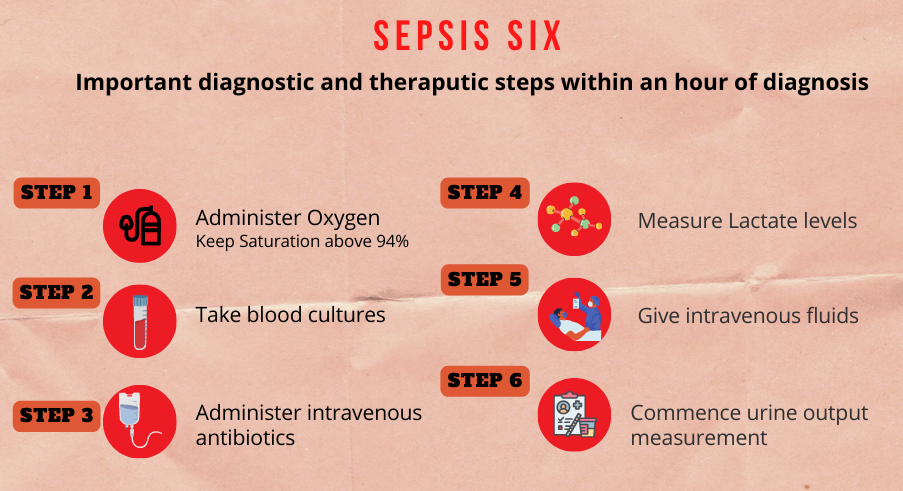 SEPSIS SIX
Important diagnostic and theraputic steps within an hour of diagnosis
STEP 1
Administer Oxygen
Keep Saturation above 94%
STEP 2
Take blood cultures
STEP 3
Administer intravenous
antibiotics
STEP 4
Measure Lactate levels
STEP 5
Give intravenous fluids
STEP 6
Commence urine output
measurement